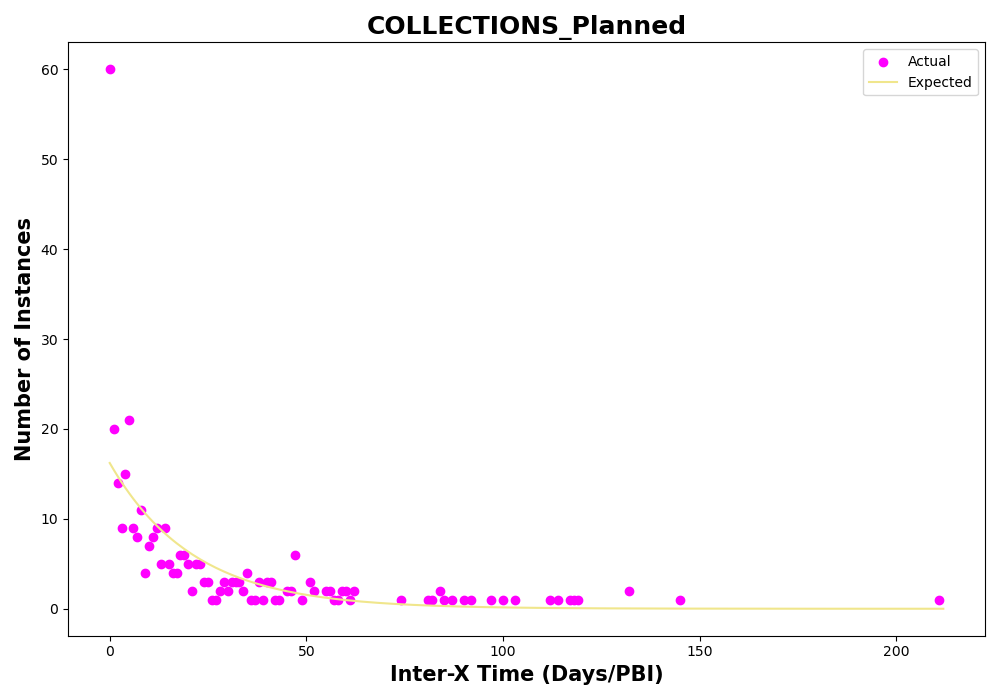 COLLECTIONS_Planned
Actual
Expected
Number of Instances
60
50
40
30
20
10
0
0
50
100
150
200
Inter-X Time (Days/PBI)